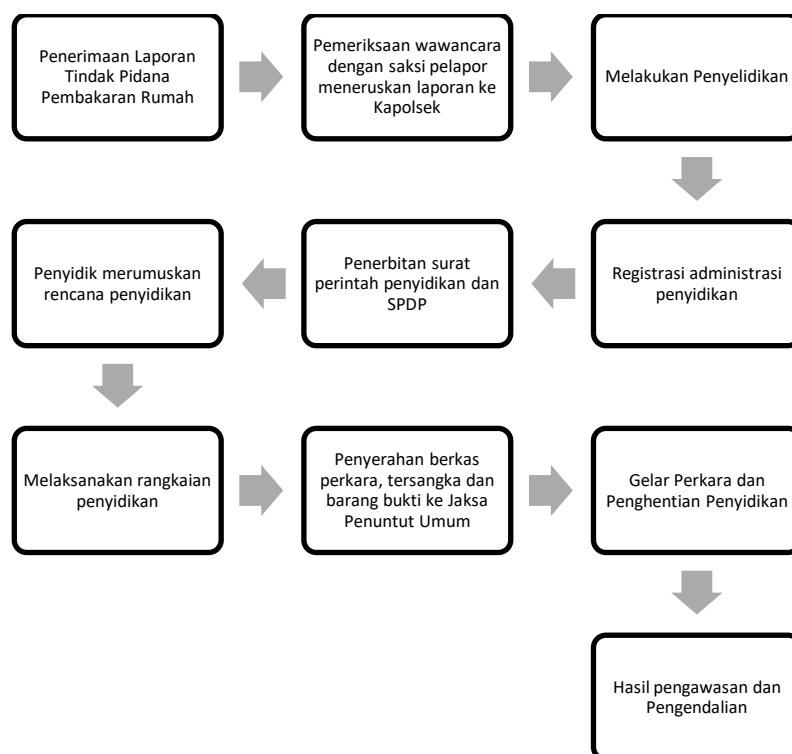 Penerimaan Laporan
Tindak Pidana
Pembakaran Rumah
Pemeriksaan wawancara
dengan saksi pelapor
meneruskan laporan ke
Kapolsek
Melakukan Penyelidikan
Registrasi administrasi
penyidikan
Penerbitan surat
perintah penyidikan dan
SPDP
Penyidik merumuskan
rencana penyidikan
Melaksanakan rangkaian
penyidikan
Penyerahan berkas
perkara, tersangka dan
barang bukti ke Jaksa
Penuntut Umum
Gelar Perkara dan
Penghentian Penyidikan
Hasil pengawasan dan
Pengendalian